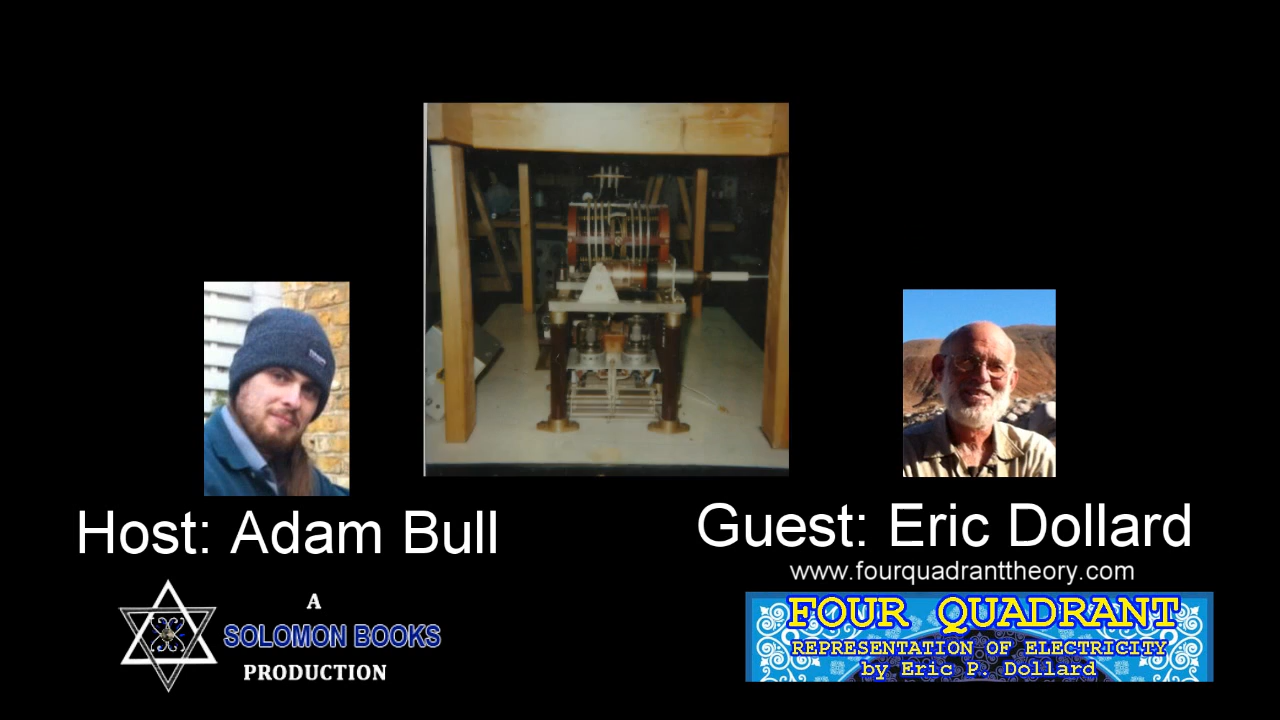 Host: Adam Bull
Guest: Eric Dollard
www.fourquadranttheory.com
A
SOLOMON BOOKS
PRODUCTION
FOUR QUADRANT
REPRESENTATION OF ELECTRICITY
by Eric P. Dollard